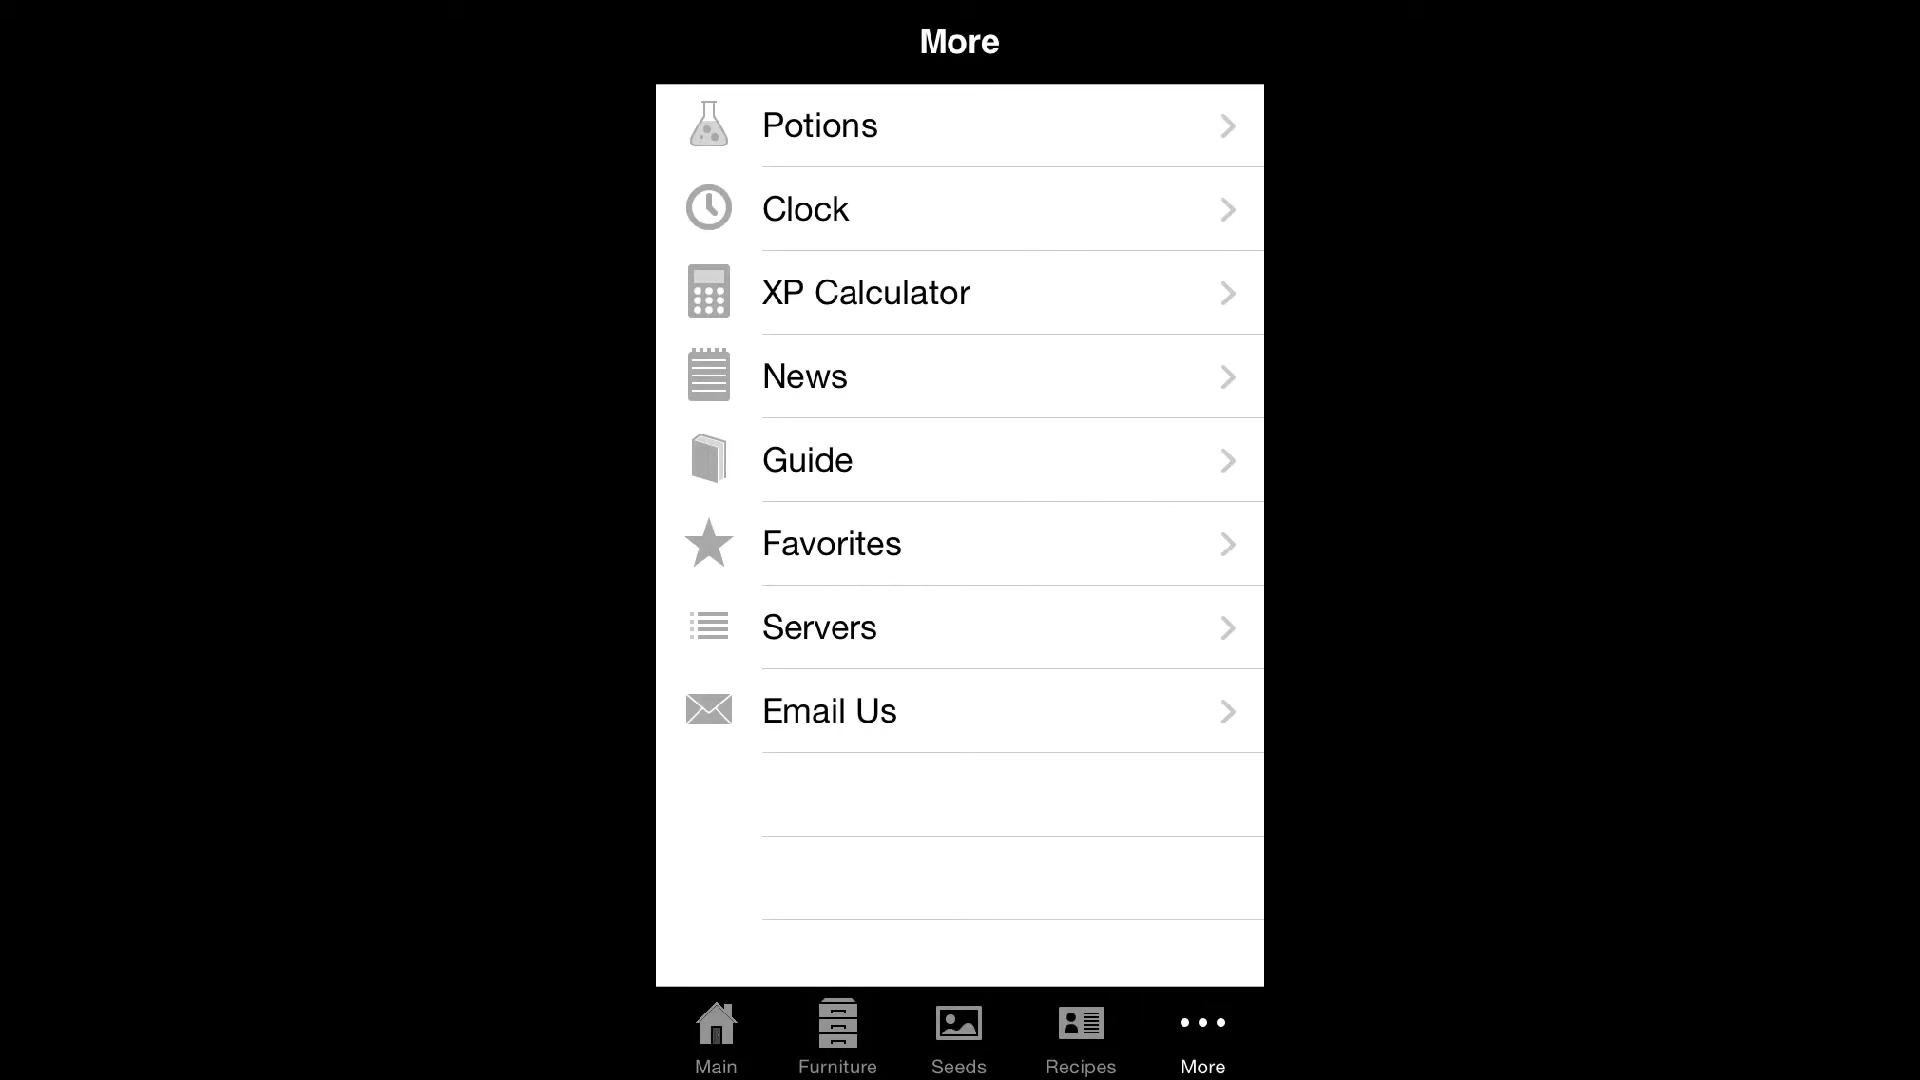 More
Potions
Clock
XP Calculator
News
Guide
Favorites
Servers
Email Us
Main
Furniture
Seeds
Recipes
More